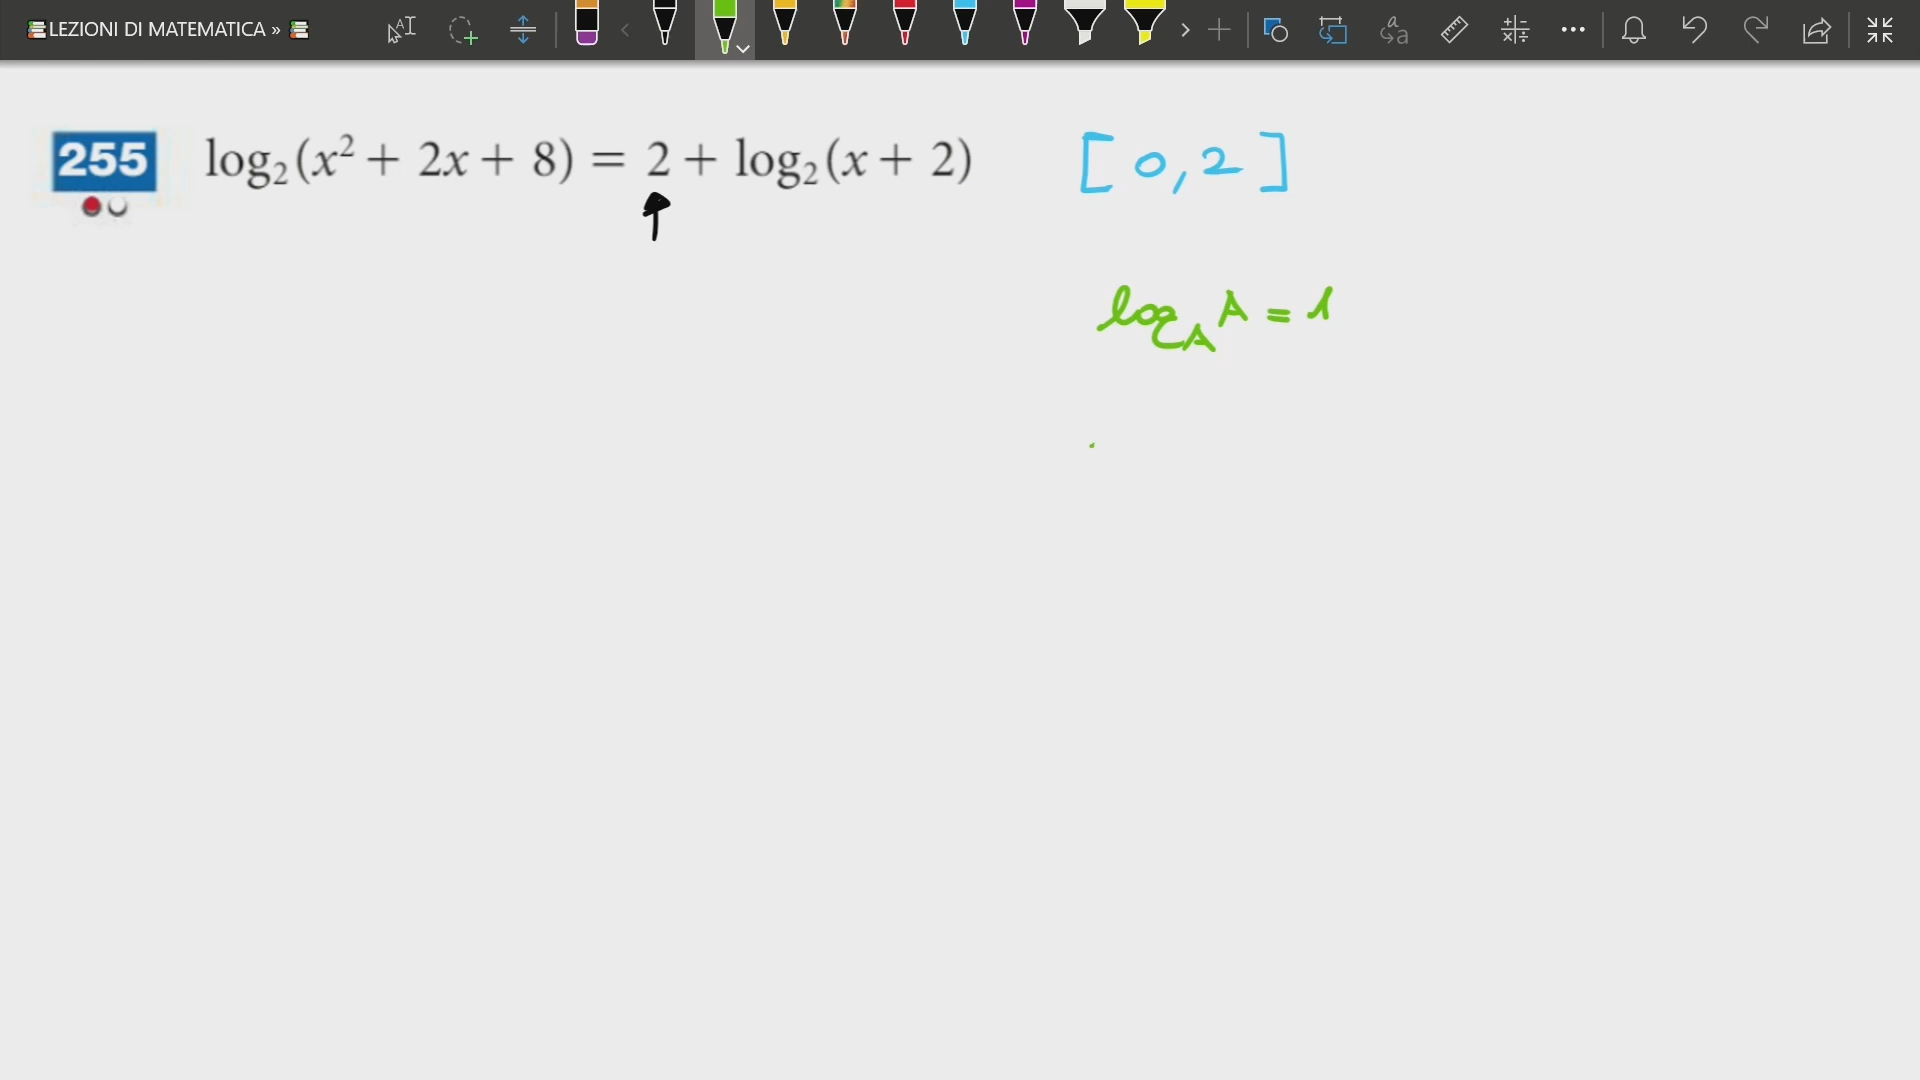 LEZIONI DI MATEMATICA »
255 log₂(x² + 2x + 8) = 2 + log₂(x + 2) [0,2]
log_A A = 1